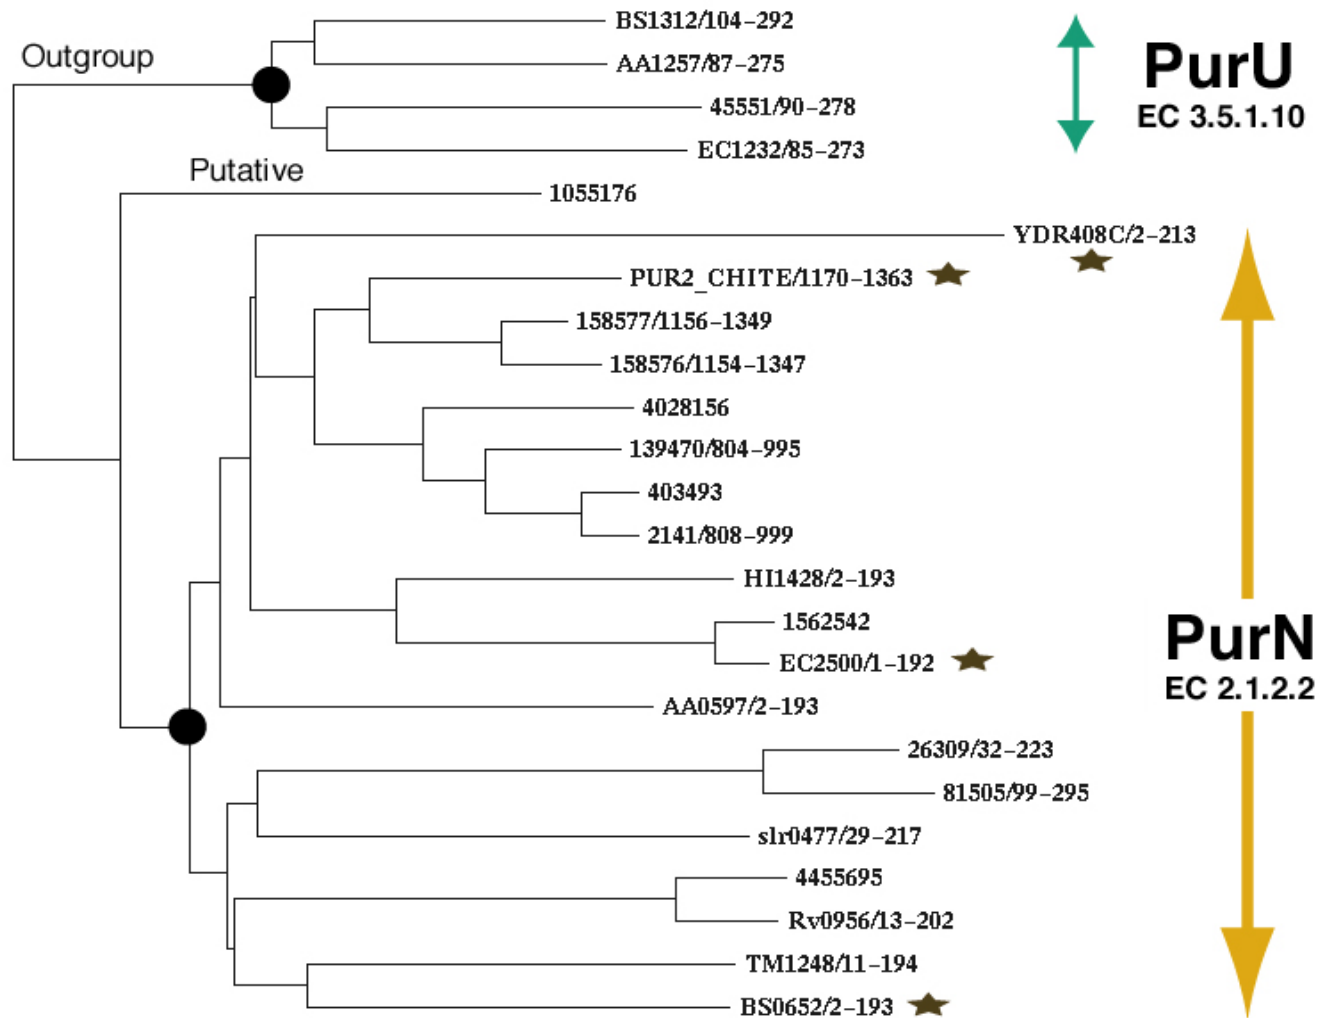 BS1312/104-292
Outgroup
AA1257/87-275
PurU
EC 3.5.1.10
45551/90-278
EC1232/85-273
Putative
1055176
YDR408C/2-213
PUR2_CHITE/1170-1363
158577/1156-1349
158576/1154-1347
4028156
139470/804-995
403493
2141/808-999
HI1428/2-193
1562542
PurN
EC2500/1-192
EC 2.1.2.2
AA0597/2-193
26309/32-223
81505/99-295
slr0477/29-217
4455695
Rv0956/13-202
TM1248/11-194
BS0652/2-193